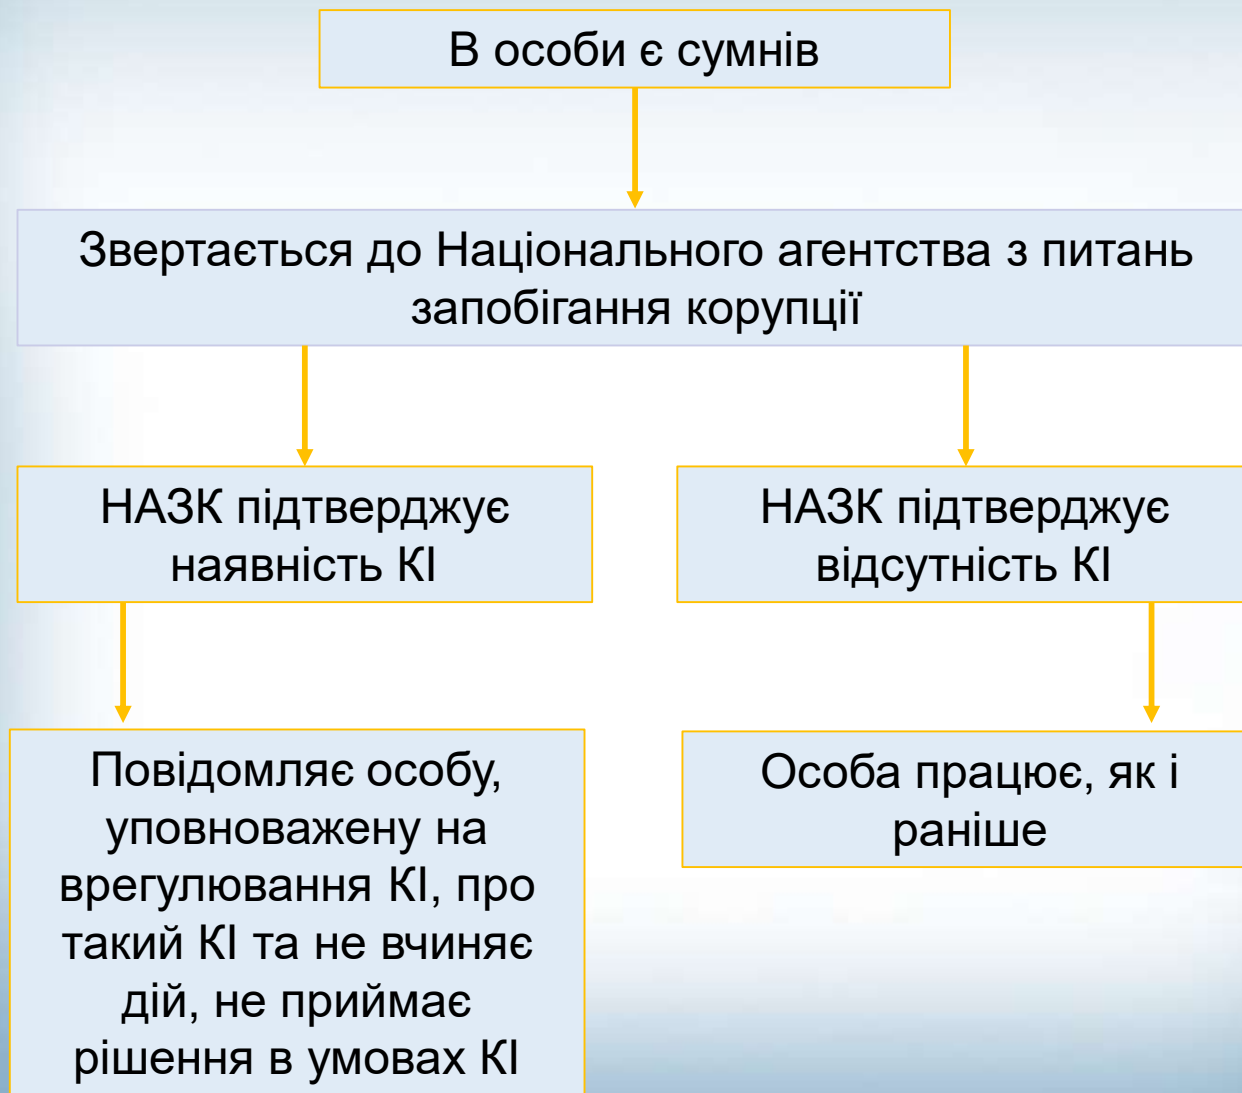 В особи є сумнів
Звертається до Національного агентства з питань
запобігання корупції
НАЗК підтверджує
наявність КІ
НАЗК підтверджує
відсутність КІ
Повідомляє особу,
уповноважену на
врегулювання КІ, про
такий КІ та не вчиняє
дій, не приймає
рішення в умовах КІ
Особа працює, як і
раніше